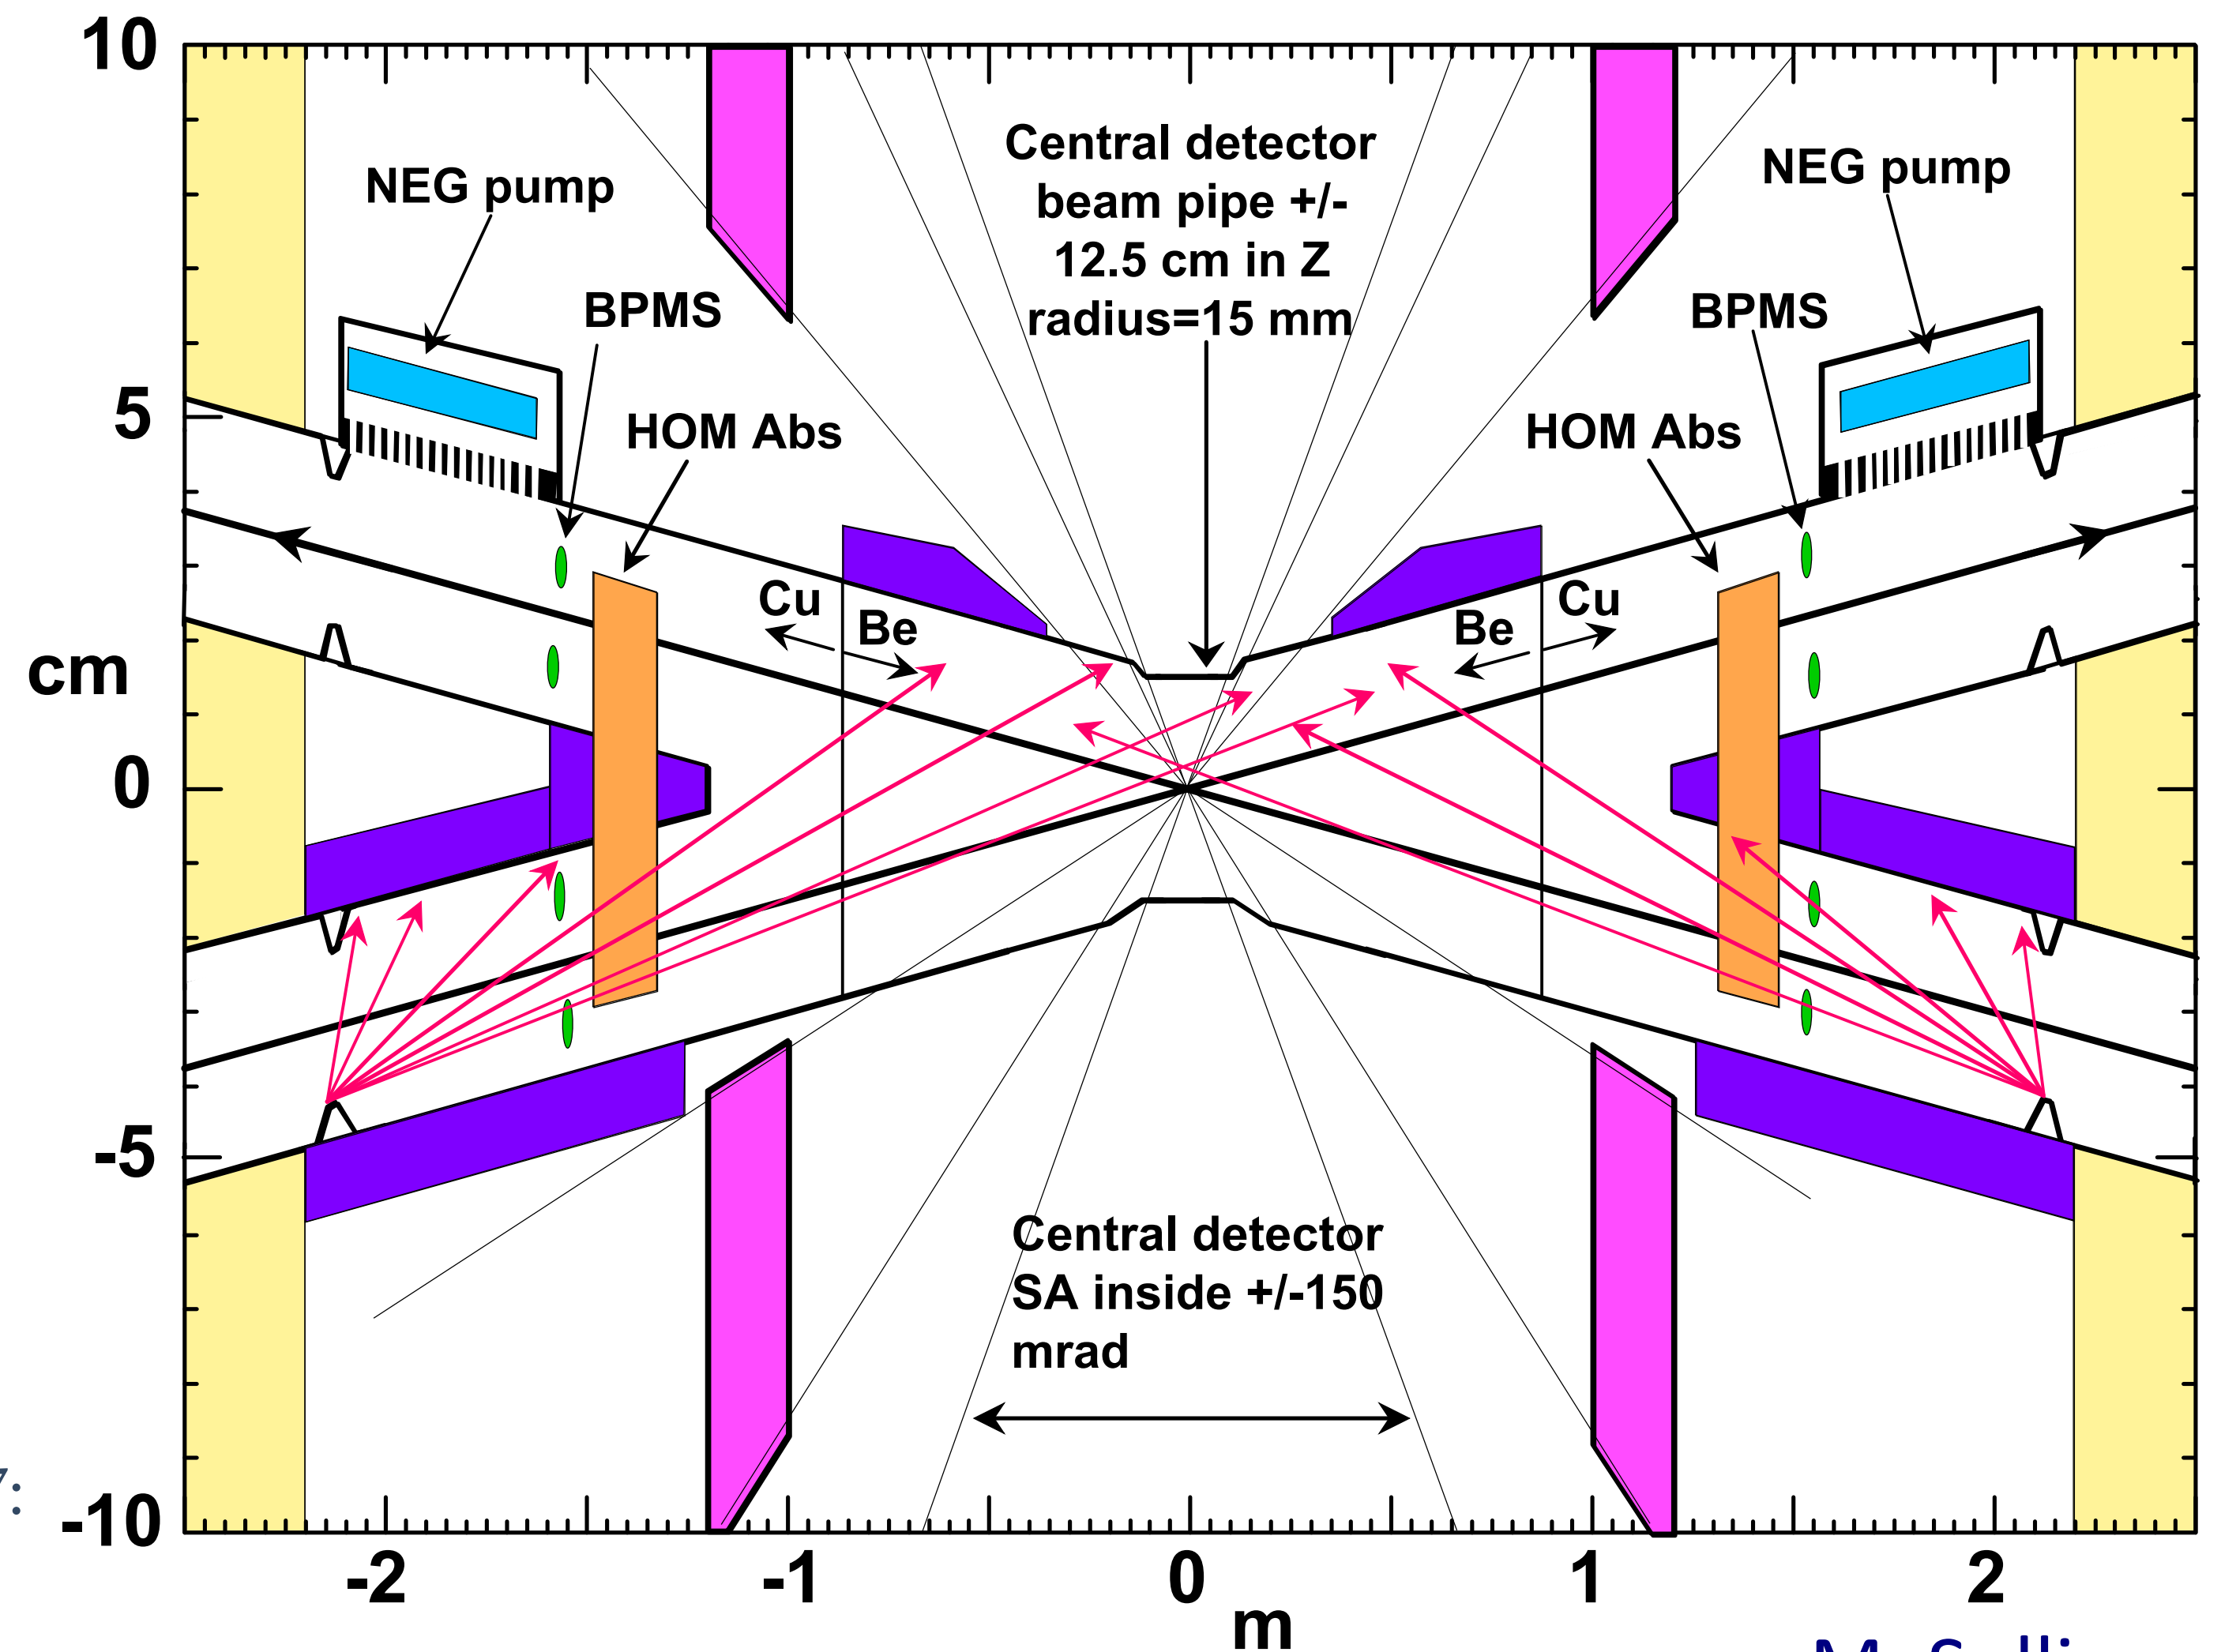 10
Central detector
beam pipe +/-
12.5 cm in Z
radius=15 mm
NEG pump
NEG pump
BPMS
BPMS
5
HOM Abs
HOM Abs
Cu
Be
Be
Cu
cm
0
-5
Central detector
SA inside +/-150
mrad
-10
-2
-1
0
1
2
m